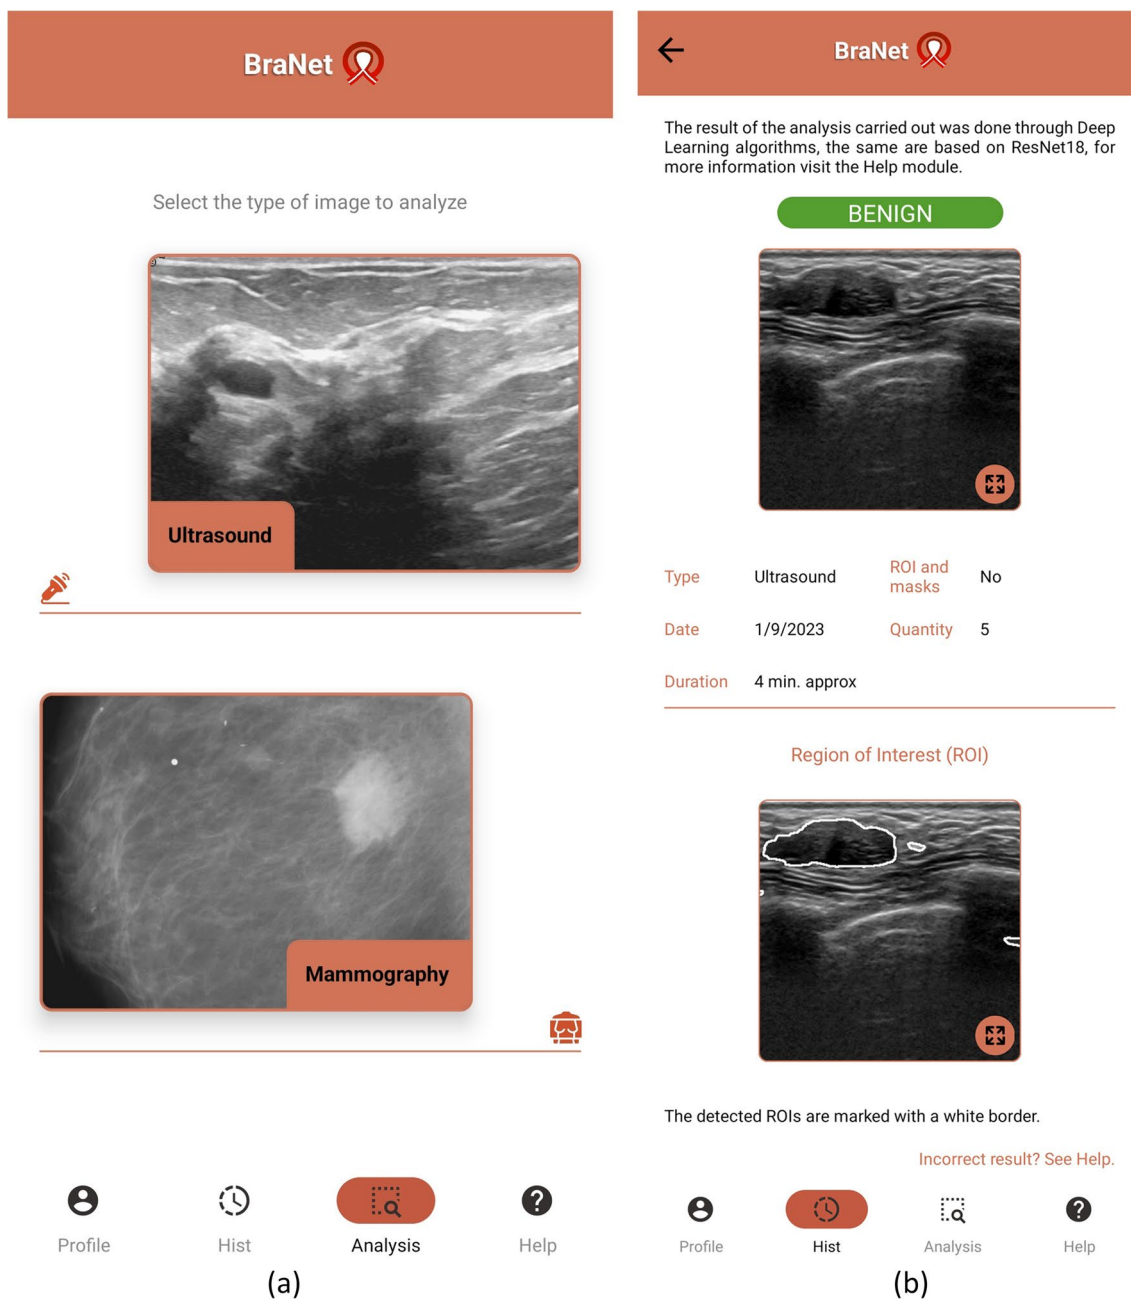 BraNet
Select the type of image to analyze
Ultrasound
Mammography
Profile
Hist
Analysis
Help
(a)
BraNet
The result of the analysis carried out was done through Deep
Learning algorithms, the same are based on ResNet18, for
more information visit the Help module.
BENIGN
Type Ultrasound ROI and masks No
Date 1/9/2023 Quantity 5
Duration 4 min. approx
Region of Interest (ROI)
The detected ROIs are marked with a white border.
Incorrect result? See Help.
Profile
Hist
Analysis
Help
(b)